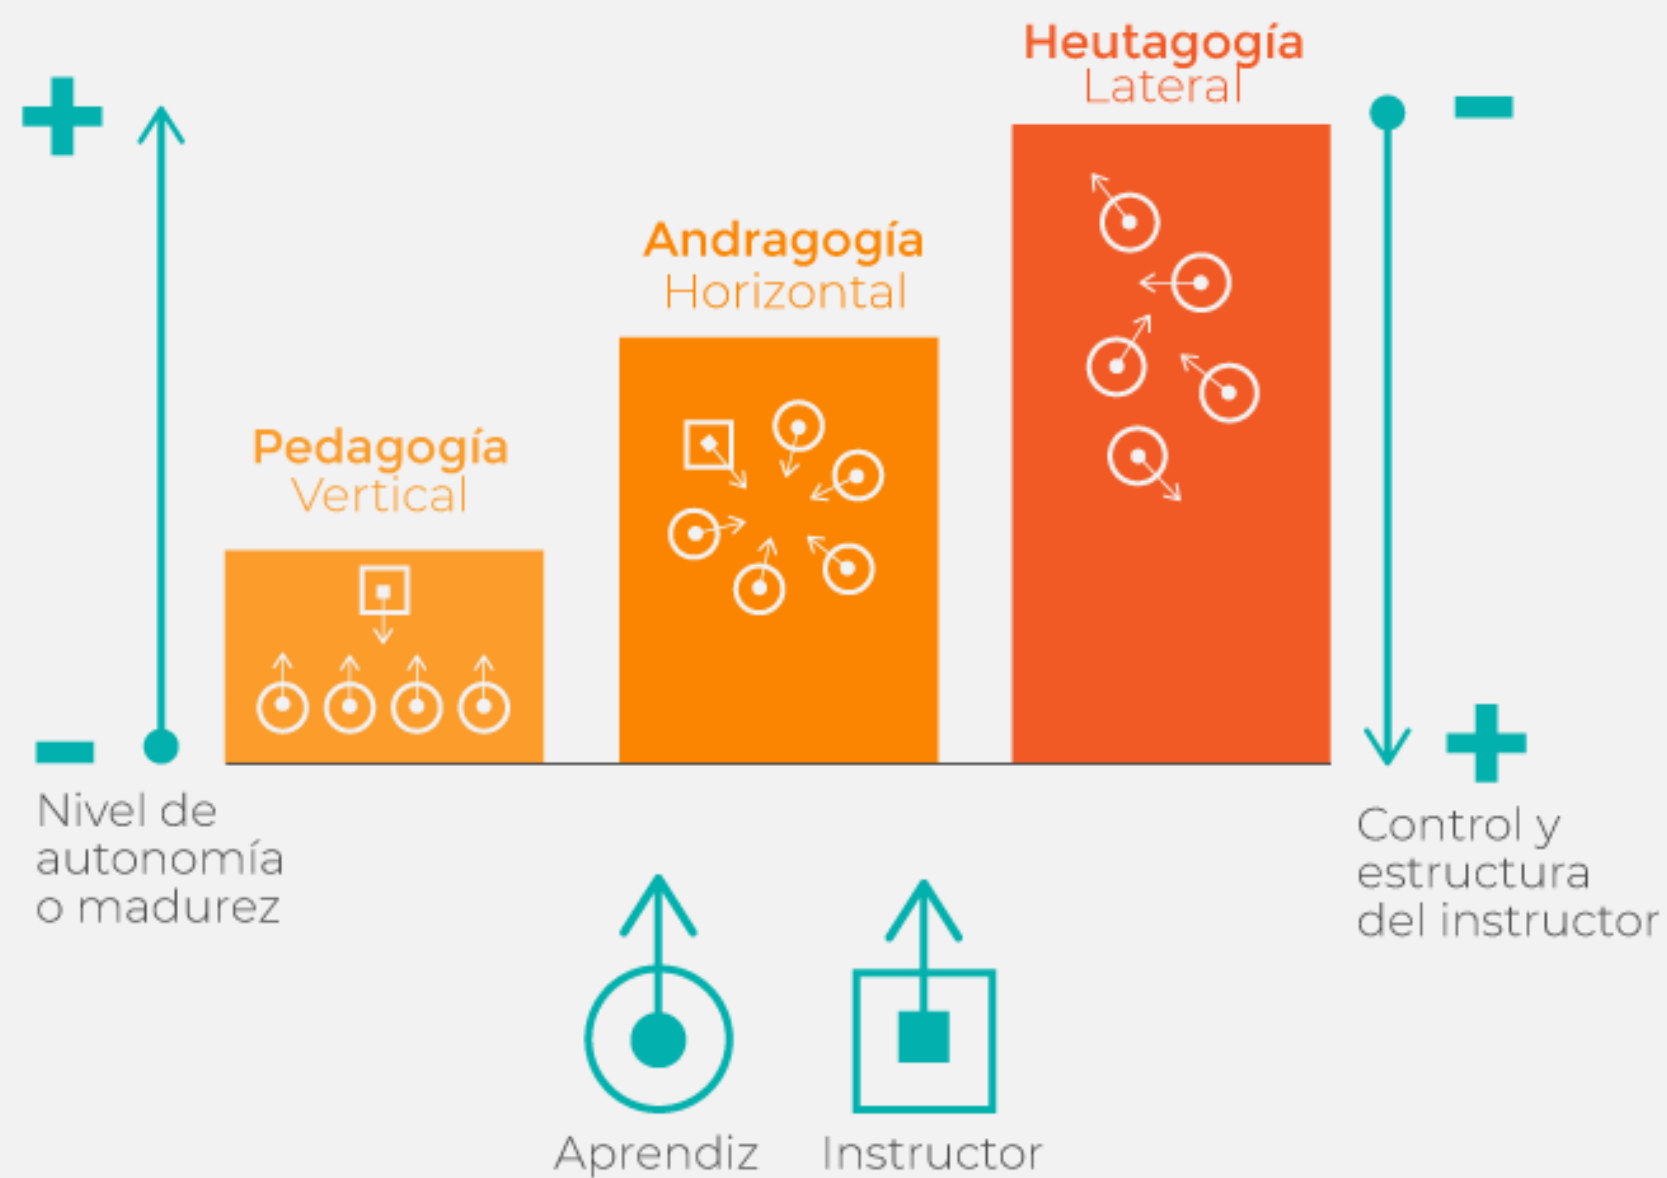 Heutagogía
Lateral
Andragogía
Horizontal
Pedagogía
Vertical
Nivel de
autonomía
o madurez
Control y
estructura
del instructor
Aprendiz
Instructor